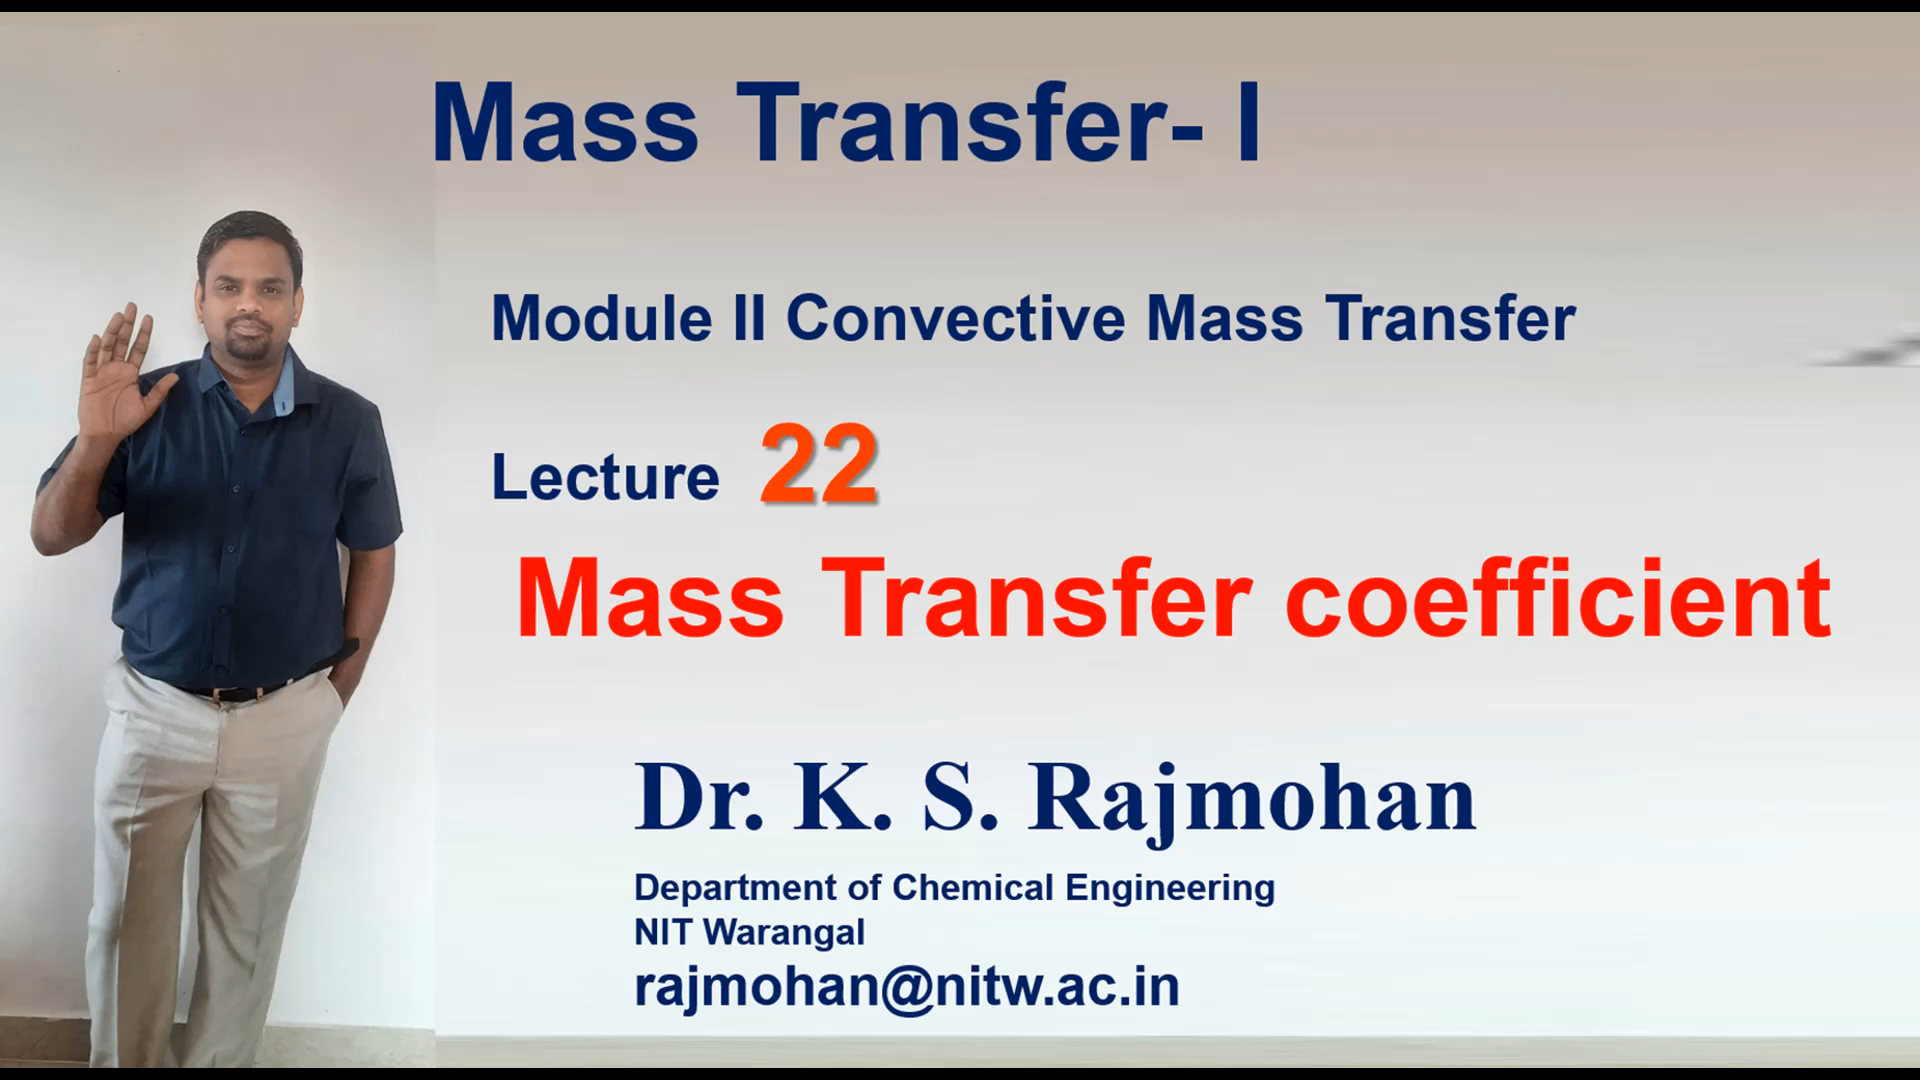 Mass Transfer- I
Module II Convective Mass Transfer
Lecture 22
Mass Transfer coefficient
Dr. K. S. Rajmohan
Department of Chemical Engineering
NIT Warangal
rajmohan@nitw.ac.in